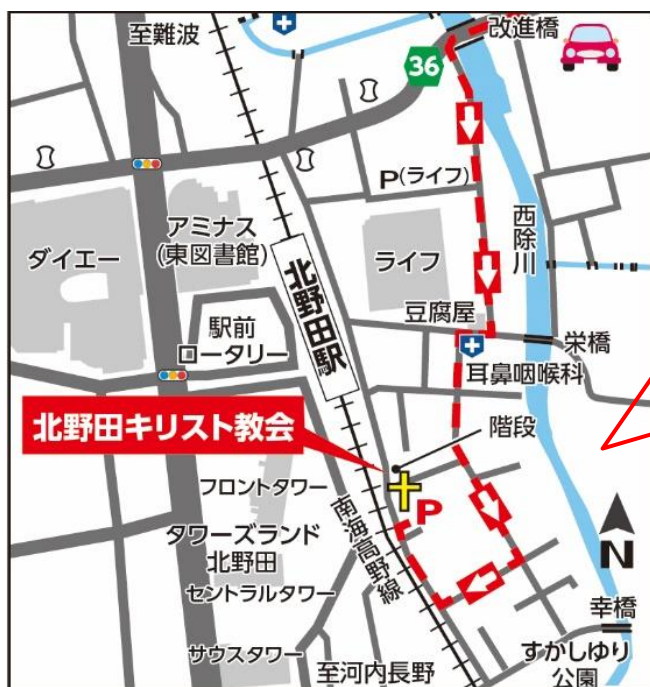 至難波
改進橋
36
P(ライフ)
アミナス
(東図書館)
ダイエー
ライフ
西除川
北野田駅
豆腐屋
駅前
ロータリー
栄橋
耳鼻咽喉科
北野田キリスト教会
階段
フロントタワー
P
タワーズランド
北野田
南海高野線
N
セントラルタワー
幸橋
サウスタワー
すかしゆり
公園
至河内長野